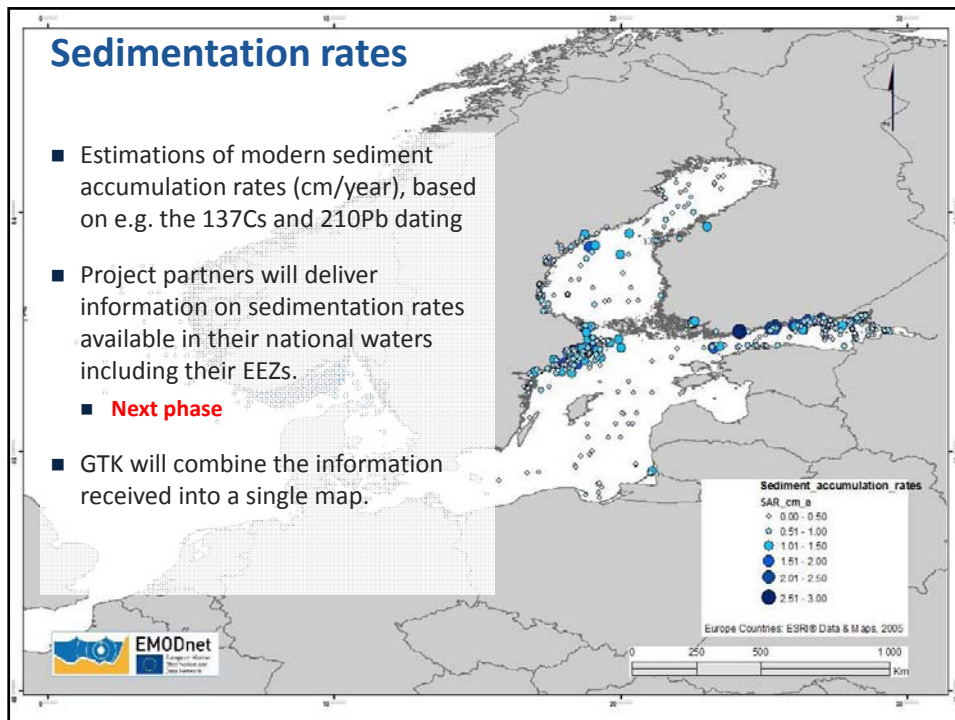 Sedimentation rates
Estimations of modern sediment
accumulation rates (cm/year), based
on e.g. the 137Cs and 210Pb dating
Project partners will deliver
information on sedimentation rates
available in their national waters
including their EEZs.
Next phase
GTK will combine the information
received into a single map.
Sediment_accumulation_rates
SAR_cm_a
0.00 - 0.50
0.51 - 1.00
1.01 - 1.50
1.51 - 2.00
2.01 - 2.50
2.51 - 3.00
Europe Countries: ESRI® Data & Maps, 2005
EMODnet
0 250 500 1 000
Km